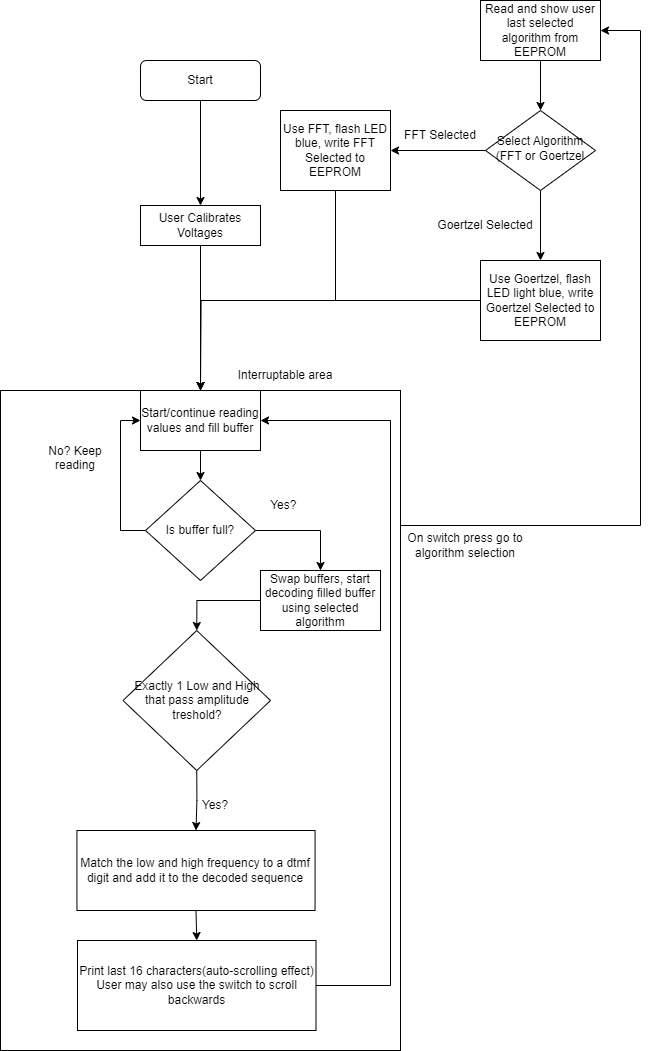 Read and show user
last selected
algorithm from
EEPROM
Start
Use FFT, flash LED
blue, write FFT
Selected to
EEPROM
FFT Selected
Select Algorithm
(FFT or Goertzel
User Calibrates
Voltages
Goertzel Selected
Use Goertzel, flash
LED light blue, write
Goertzel Selected to
EEPROM
Interruptable area
Start/continue reading
values and fill buffer
No? Keep
reading
Is buffer full?
Yes?
On switch press go to
algorithm selection
Swap buffers, start
decoding filled buffer
using selected
algorithm
Exactly 1 Low and High
that pass amplitude
treshold?
Yes?
Match the low and high frequency to a dtmf
digit and add it to the decoded sequence
Print last 16 characters(auto-scrolling effect)
User may also use the switch to scroll
backwards